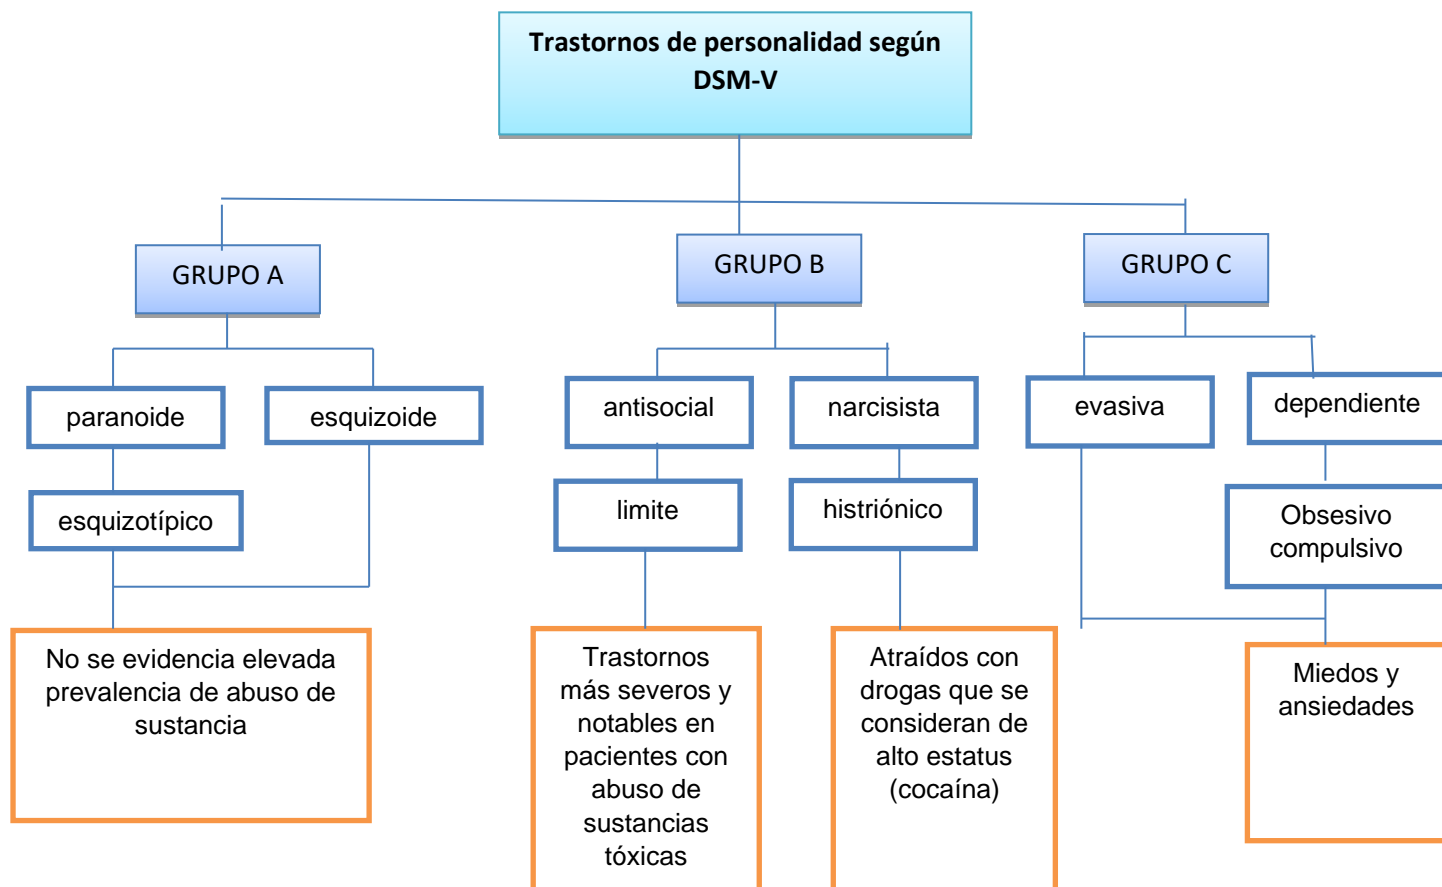 Trastornos de personalidad según
DSM-V
GRUPO A
GRUPO B
GRUPO C
paranoide
esquizoide
antisocial
narcisista
evasiva
dependiente
esquizotípico
limite
histriónico
Obsesivo
compulsivo
No se evidencia elevada
prevalencia de abuso de
sustancia
Trastornos
más severos y
notables en
pacientes con
abuso de
sustancias
tóxicas
Atraídos con
drogas que se
consideran de
alto estatus
(cocaína)
Miedos y
ansiedades